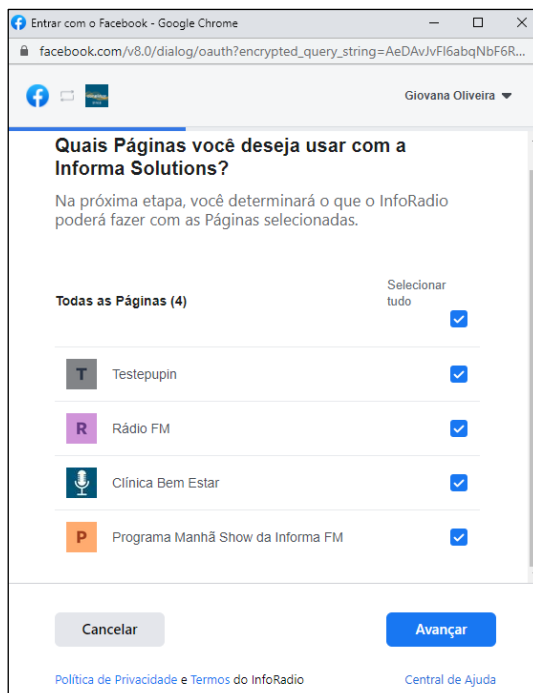 Entrar com o Facebook - Google Chrome
facebook.com/v8.0/dialog/oauth?encrypted_query_string=AeDAvJvFl6abqNbF6R...
Giovana Oliveira
Quais Páginas você deseja usar com a
Informa Solutions?
Na próxima etapa, você determinará o que o InfoRadio
poderá fazer com as Páginas selecionadas.
Todas as Páginas (4)
Selecionar
tudo
T Testepupin
R Rádio FM
Clínica Bem Estar
P Programa Manhã Show da Informa FM
Cancelar
Avançar
Política de Privacidade e Termos do InfoRadio
Central de Ajuda